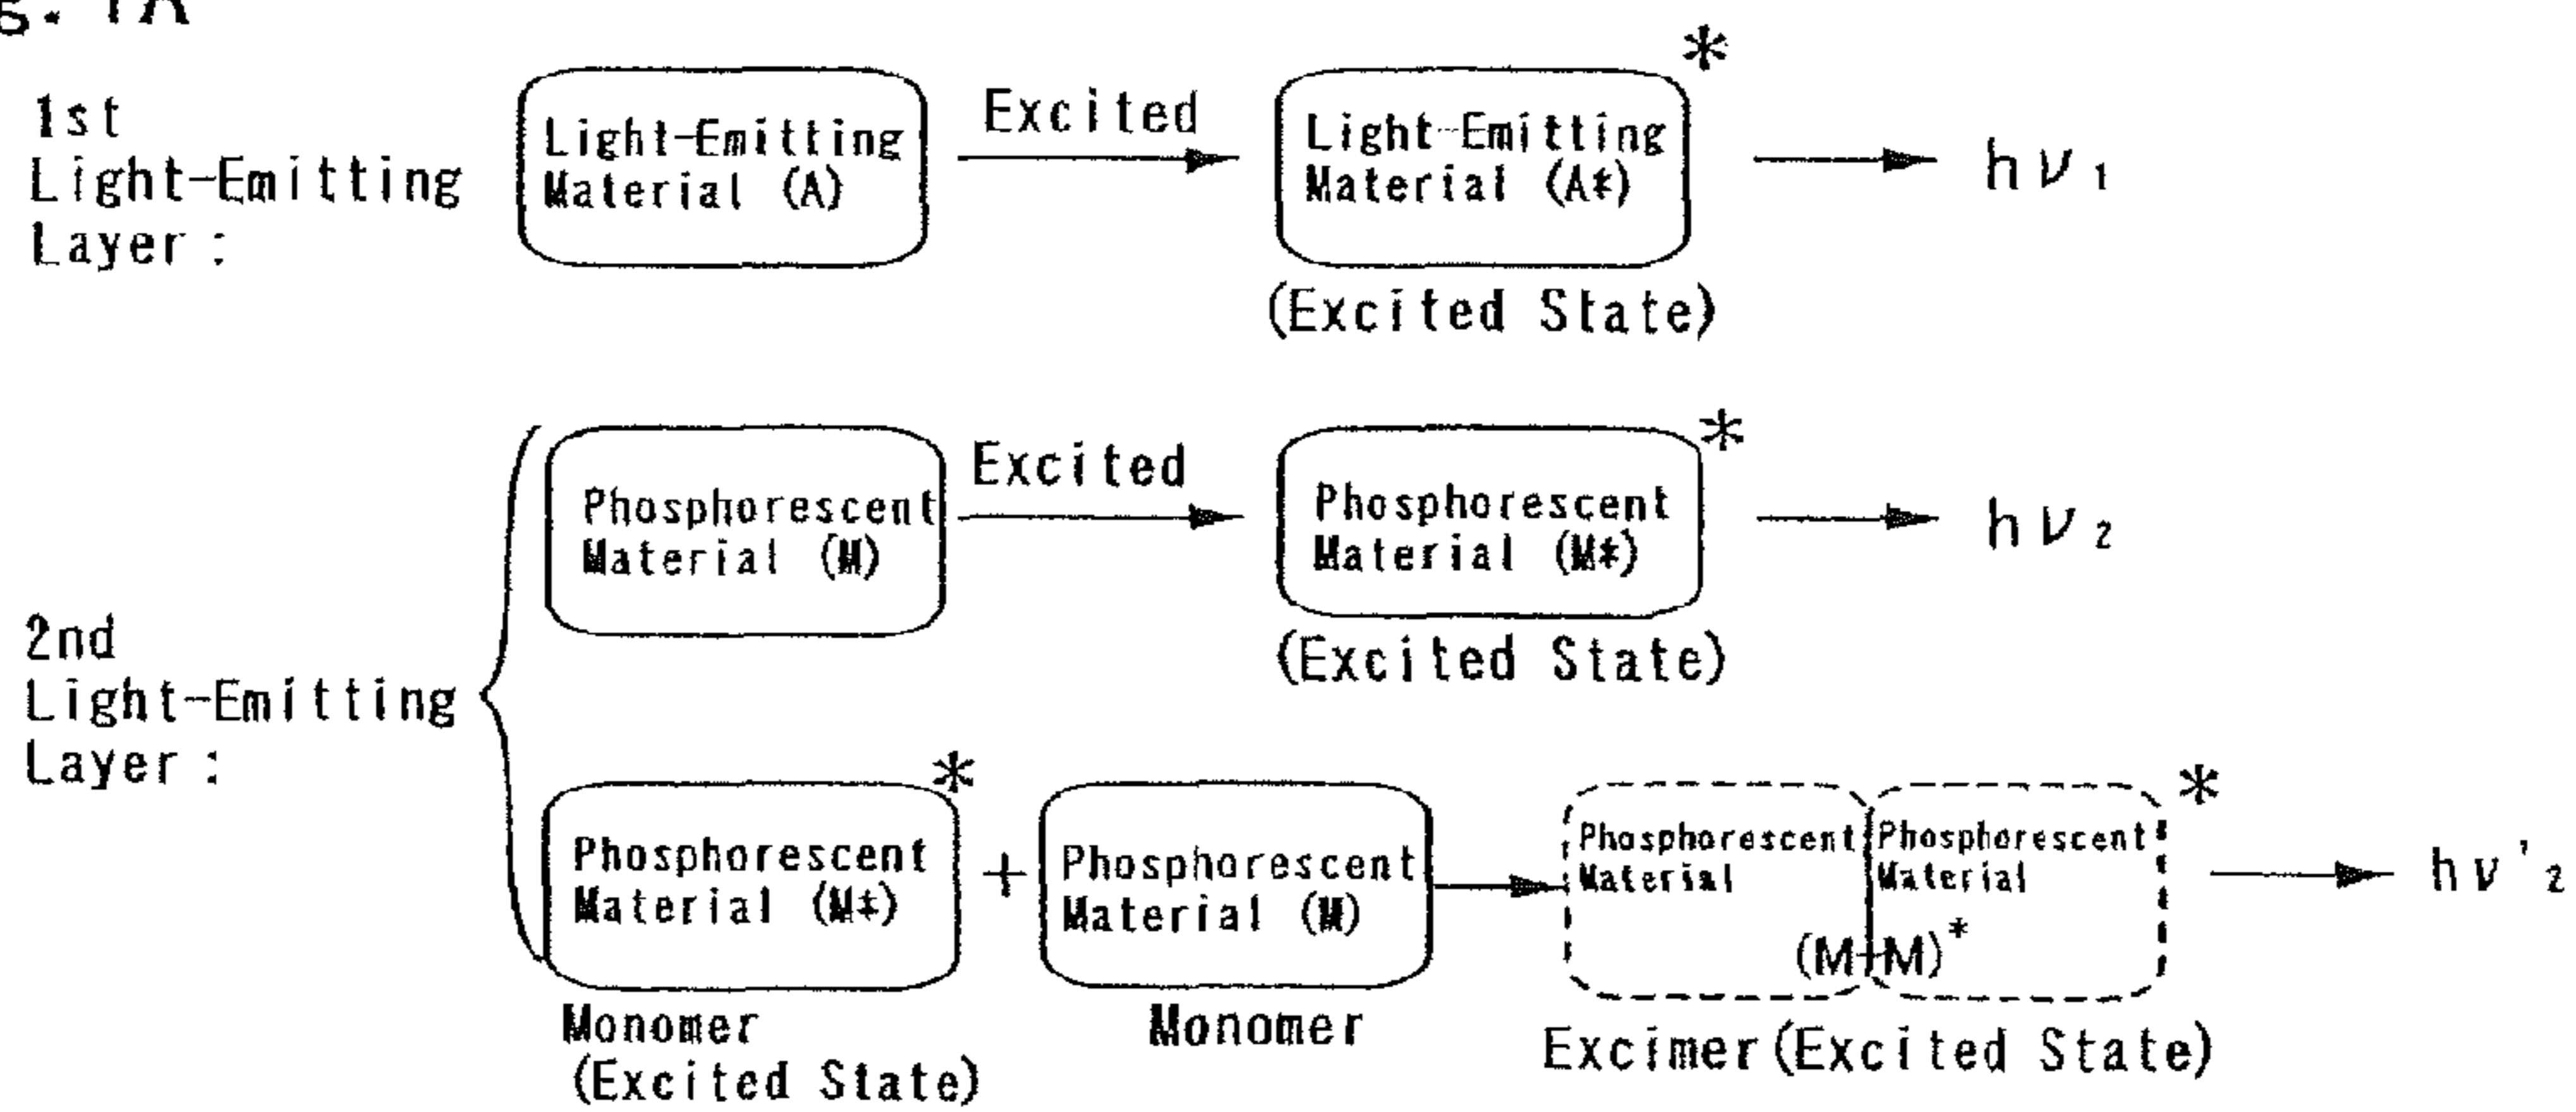 g. 1A
1st
Light-Emitting
Layer :
Light-Emitting
Material (A)
Excited
Light-Emitting
Material (A*)
*
(Excited State)
hν₁
2nd
Light-Emitting
Layer :
Phosphorescent
Material (M)
Excited
Phosphorescent
Material (M*)
*
(Excited State)
hν₂
Phosphorescent
Material (M*)
*
Monomer
(Excited State)
+
Phosphorescent
Material (M)
Monomer
Phosphorescent
Material
Phosphorescent
Material
(M+M)*
*
Excimer (Excited State)
hν'₂